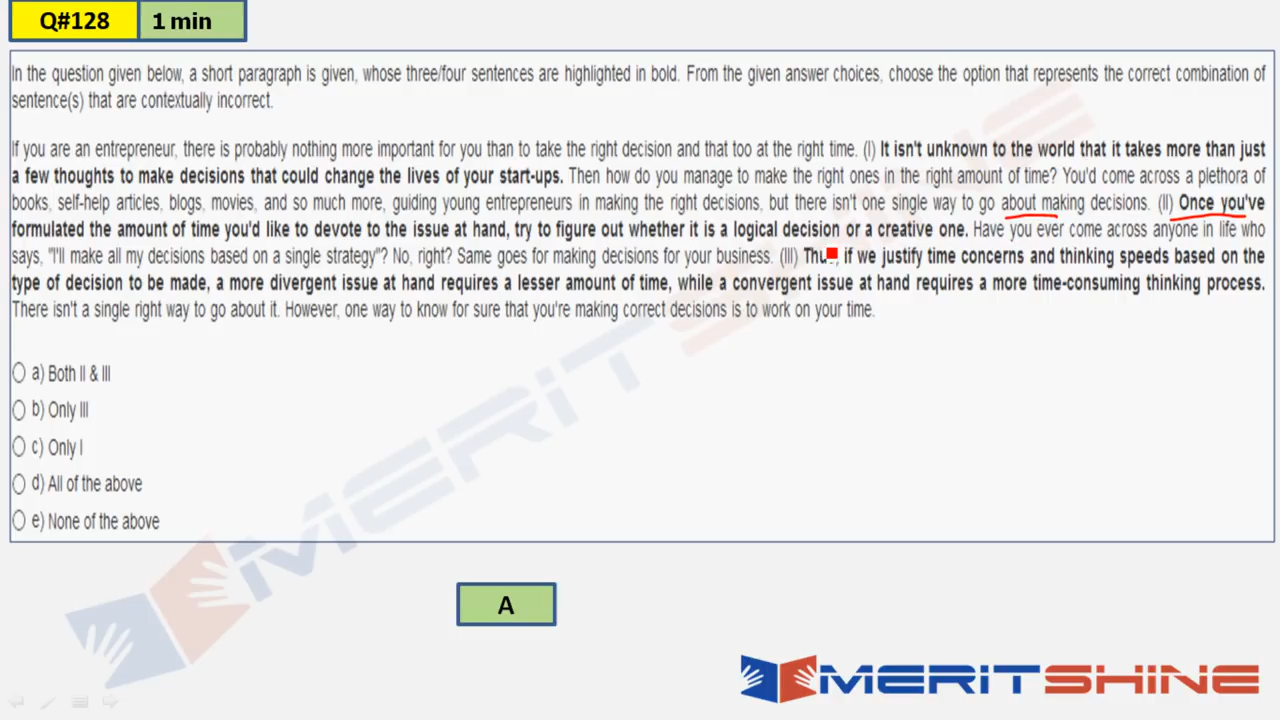 Q#128 1 min
In the question given below, a short paragraph is given, whose three/four sentences are highlighted in bold. From the given answer choices, choose the option that represents the correct combination of
sentence(s) that are contextually incorrect.
If you are an entrepreneur, there is probably nothing more important for you than to take the right decision and that too at the right time. (I) It isn't unknown to the world that it takes more than just
a few thoughts to make decisions that could change the lives of your start-ups. Then how do you manage to make the right ones in the right amount of time? You'd come across a plethora of
books, self-help articles, blogs, movies, and so much more, guiding young entrepreneurs in making the right decisions, but there isn't one single way to go about making decisions. (II) Once you've
formulated the amount of time you'd like to devote to the issue at hand, try to figure out whether it is a logical decision or a creative one. Have you ever come across anyone in life who
says, "I'll make all my decisions based on a single strategy"? No, right? Same goes for making decisions for your business. (III) Thus, if we justify time concerns and thinking speeds based on the
type of decision to be made, a more divergent issue at hand requires a lesser amount of time, while a convergent issue at hand requires a more time-consuming thinking process.
There isn't a single right way to go about it. However, one way to know for sure that you're making correct decisions is to work on your time.
a) Both II & III
b) Only III
c) Only I
d) All of the above
e) None of the above
A
MERITSHINE
MERITSHINE